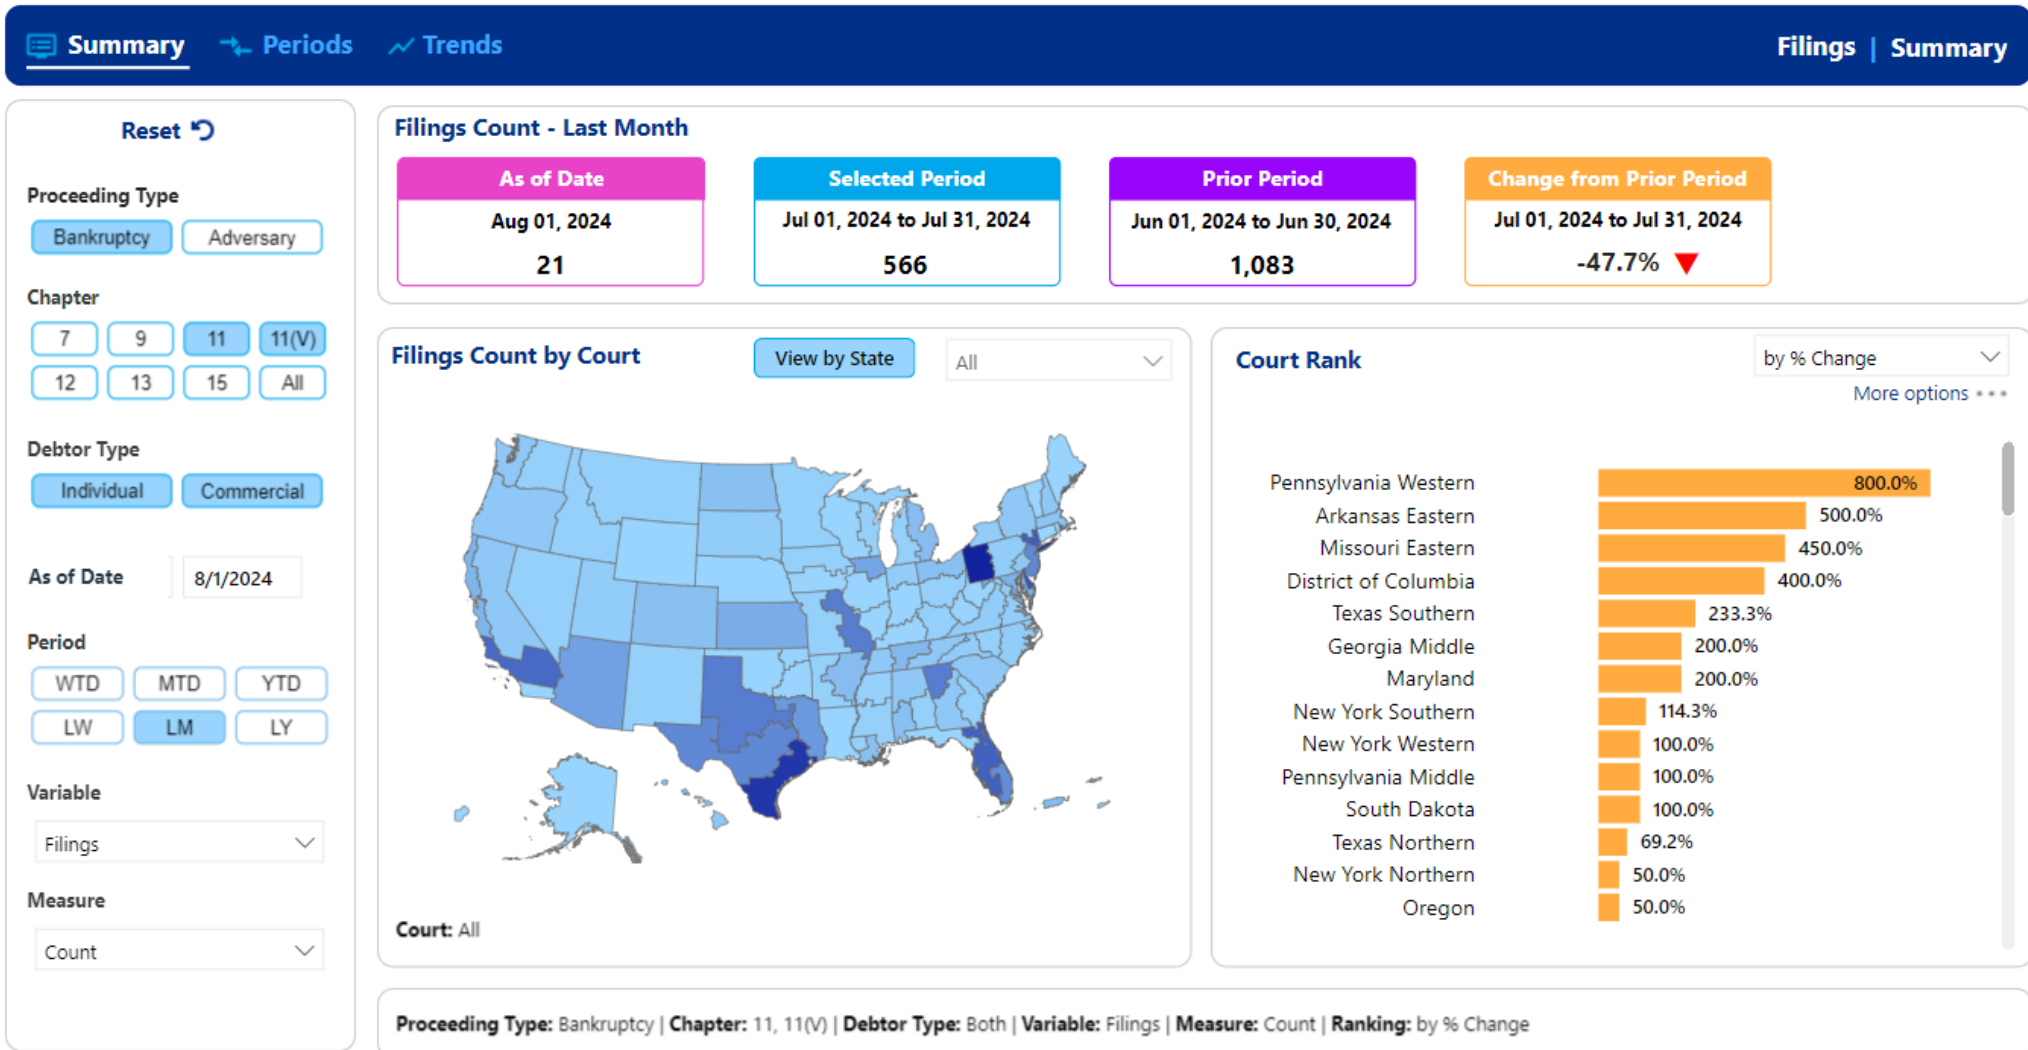 Summary Periods Trends Filings | Summary
Reset
Proceeding Type
Bankruptcy Adversary
Chapter
7 9 11 11(V)
12 13 15 All
Debtor Type
Individual Commercial
As of Date 8/1/2024
Period
WTD MTD YTD
LW LM LY
Variable
Filings
Measure
Count
Filings Count - Last Month
As of Date
Aug 01, 2024
21
Selected Period
Jul 01, 2024 to Jul 31, 2024
566
Prior Period
Jun 01, 2024 to Jun 30, 2024
1,083
Change from Prior Period
Jul 01, 2024 to Jul 31, 2024
-47.7%
Filings Count by Court View by State All
Court: All
Court Rank by % Change
More options
Pennsylvania Western 800.0%
Arkansas Eastern 500.0%
Missouri Eastern 450.0%
District of Columbia 400.0%
Texas Southern 233.3%
Georgia Middle 200.0%
Maryland 200.0%
New York Southern 114.3%
New York Western 100.0%
Pennsylvania Middle 100.0%
South Dakota 100.0%
Texas Northern 69.2%
New York Northern 50.0%
Oregon 50.0%
Proceeding Type: Bankruptcy | Chapter: 11, 11(V) | Debtor Type: Both | Variable: Filings | Measure: Count | Ranking: by % Change